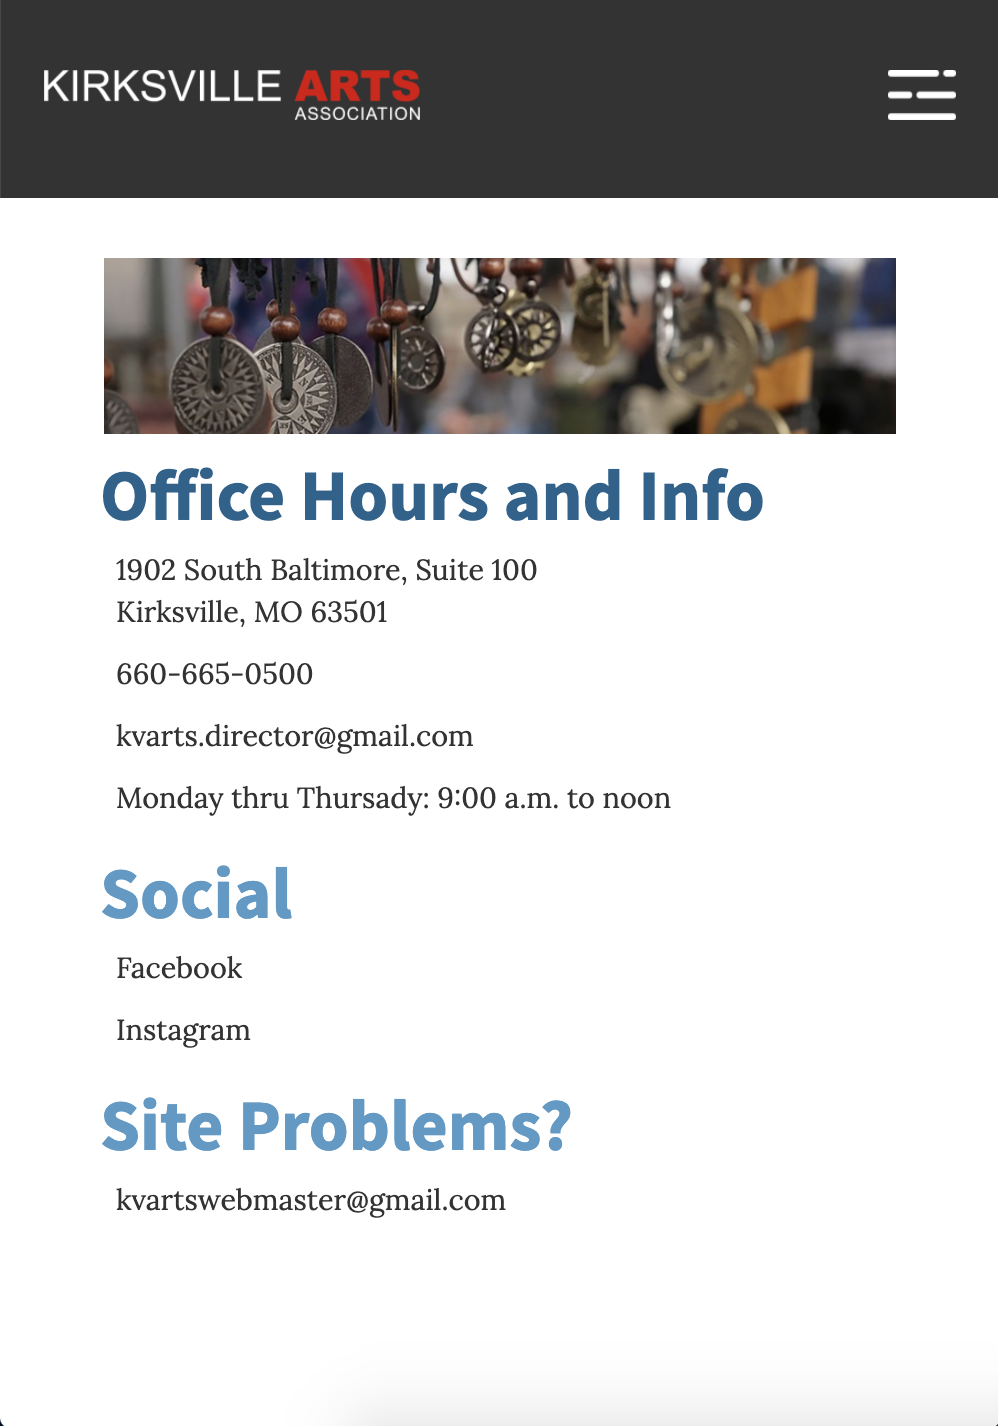 KIRKSVILLE ARTS
ASSOCIATION
Office Hours and Info
1902 South Baltimore, Suite 100
Kirksville, MO 63501
660-665-0500
kvarts.director@gmail.com
Monday thru Thursady: 9:00 a.m. to noon
Social
Facebook
Instagram
Site Problems?
kvartswebmaster@gmail.com